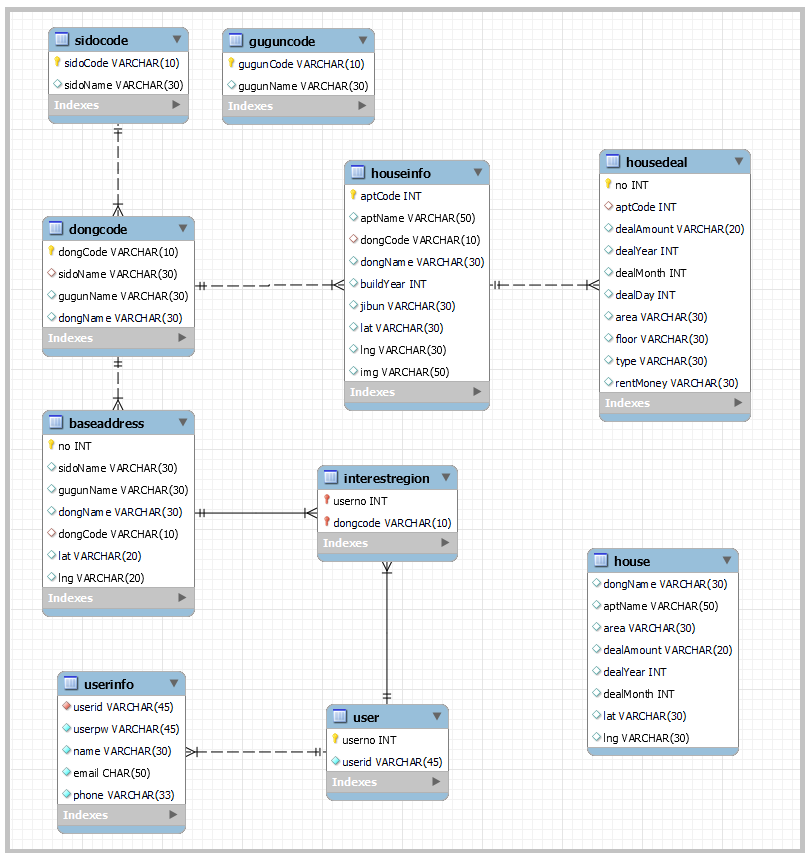 sidocode
sidoCode VARCHAR(10)
sidoName VARCHAR(30)
Indexes
guguncode
gugunCode VARCHAR(10)
gugunName VARCHAR(30)
Indexes
dongcode
dongCode VARCHAR(10)
sidoName VARCHAR(30)
gugunName VARCHAR(30)
dongName VARCHAR(30)
Indexes
houseinfo
aptCode INT
aptName VARCHAR(50)
dongCode VARCHAR(10)
dongName VARCHAR(30)
buildYear INT
jibun VARCHAR(30)
lat VARCHAR(30)
lng VARCHAR(30)
img VARCHAR(50)
Indexes
housedeal
no INT
aptCode INT
dealAmount VARCHAR(20)
dealYear INT
dealMonth INT
dealDay INT
area VARCHAR(30)
floor VARCHAR(30)
type VARCHAR(30)
rentMoney VARCHAR(30)
Indexes
baseaddress
no INT
sidoName VARCHAR(30)
gugunName VARCHAR(30)
dongName VARCHAR(30)
dongCode VARCHAR(10)
lat VARCHAR(20)
lng VARCHAR(20)
Indexes
interestregion
userno INT
dongcode VARCHAR(10)
Indexes
house
dongName VARCHAR(30)
aptName VARCHAR(50)
area VARCHAR(30)
dealAmount VARCHAR(20)
dealYear INT
dealMonth INT
lat VARCHAR(30)
lng VARCHAR(30)
userinfo
userid VARCHAR(45)
userpw VARCHAR(45)
name VARCHAR(30)
email CHAR(50)
phone VARCHAR(33)
Indexes
user
userno INT
userid VARCHAR(45)
Indexes